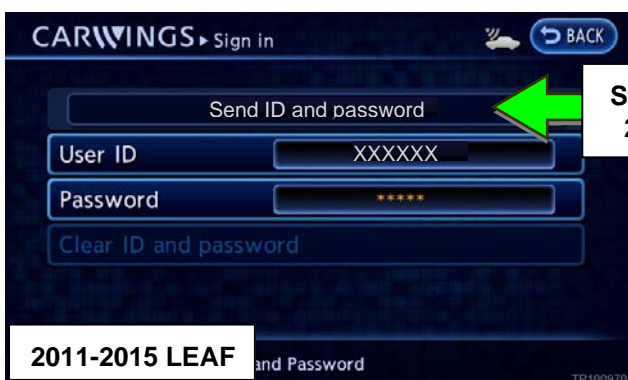 CARWINGS ▸ Sign in
BACK
Send ID and password
S
2
User ID XXXXXX
Password *****
Clear ID and password
2011-2015 LEAF
and Password